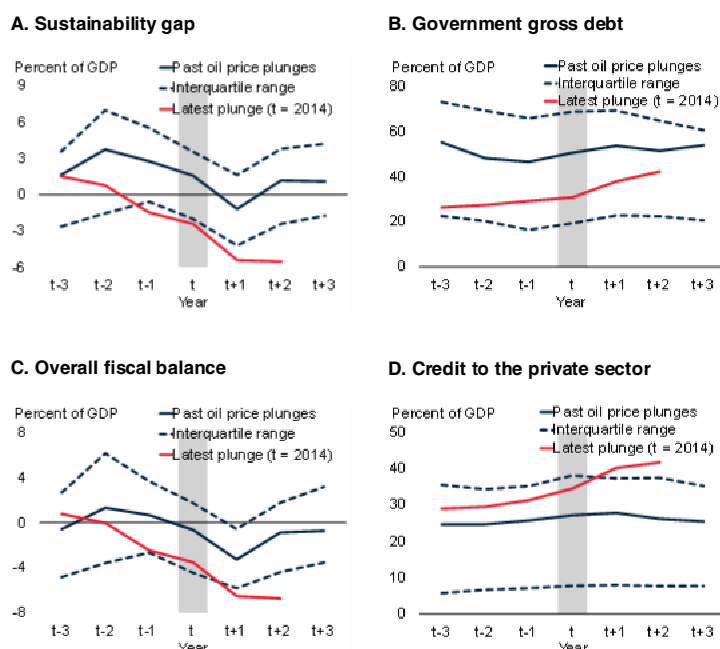 A. Sustainability gap
Percent of GDP
Past oil price plunges
Interquartile range
Latest plunge (t = 2014)
9
6
3
0
-3
-6
t-3 t-2 t-1 t t+1 t+2 t+3
Year
B. Government gross debt
Percent of GDP
Past oil price plunges
Interquartile range
Latest plunge (t = 2014)
80
60
40
20
0
t-3 t-2 t-1 t t+1 t+2 t+3
Year
C. Overall fiscal balance
Percent of GDP
Past oil price plunges
Interquartile range
Latest plunge (t = 2014)
8
4
0
-4
-8
t-3 t-2 t-1 t t+1 t+2 t+3
Year
D. Credit to the private sector
Percent of GDP
Past oil price plunges
Interquartile range
Latest plunge (t = 2014)
50
40
30
20
10
0
t-3 t-2 t-1 t t+1 t+2 t+3
Year